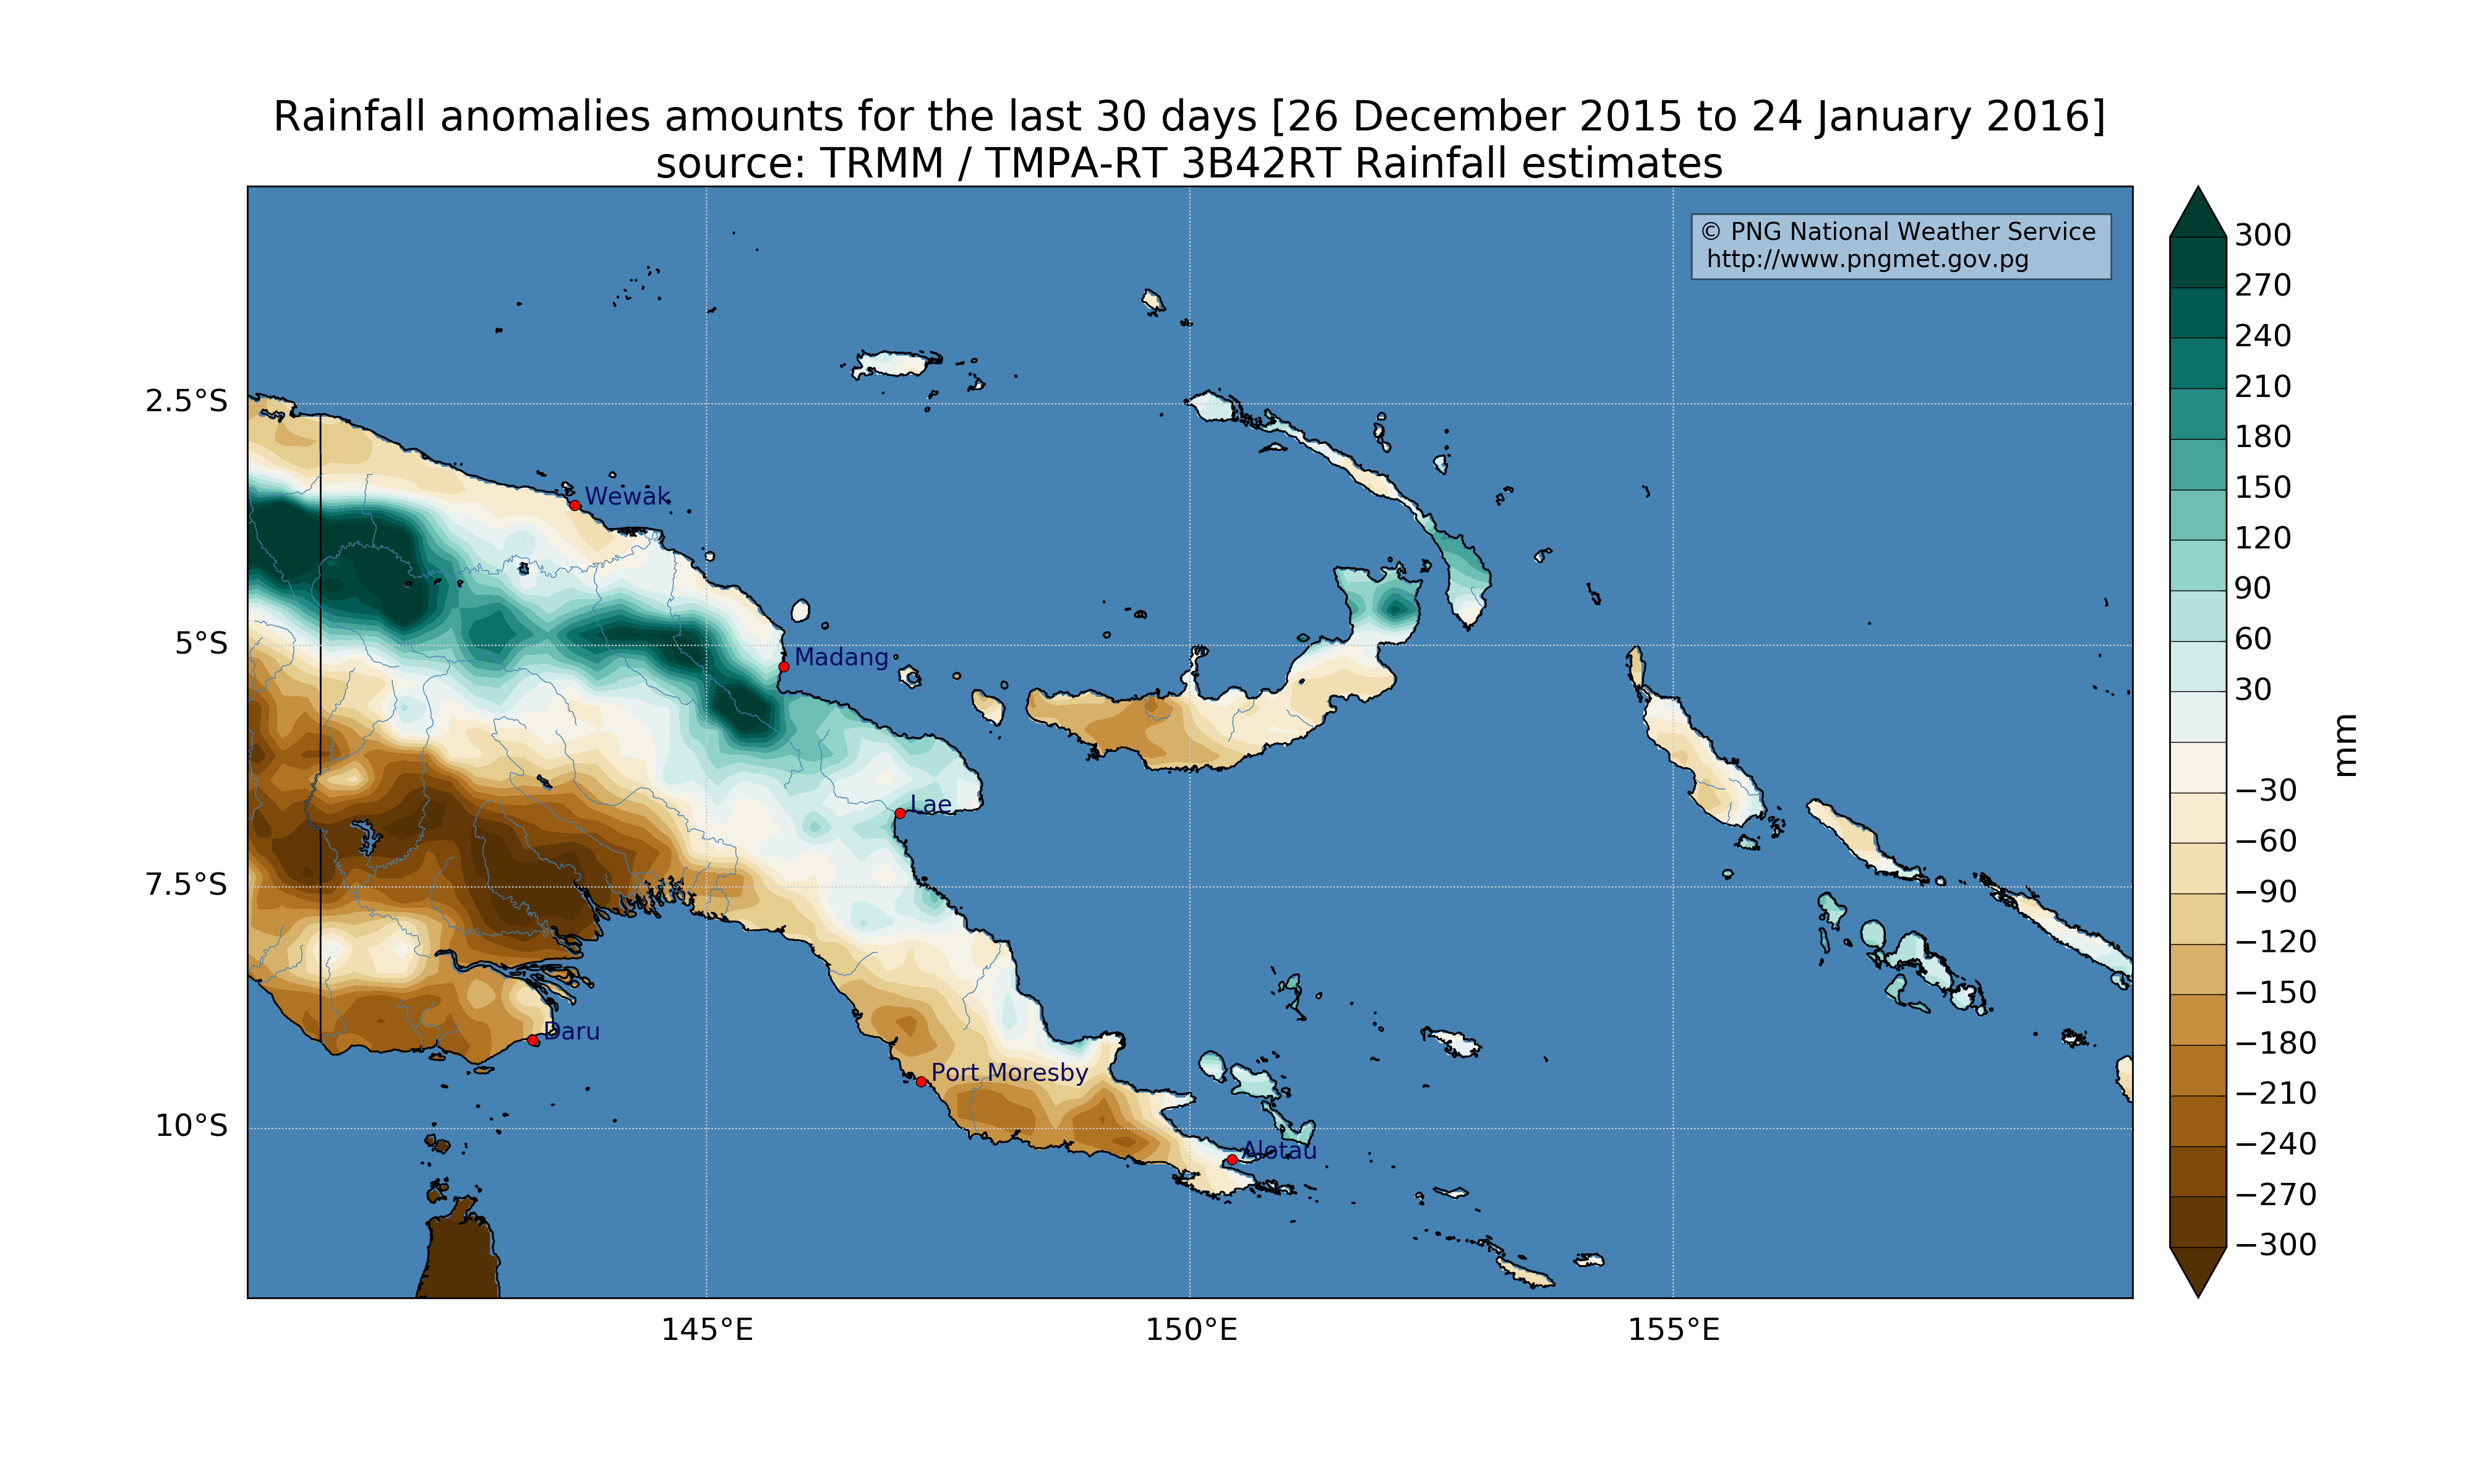 Rainfall anomalies amounts for the last 30 days [26 December 2015 to 24 January 2016]
source: TRMM / TMPA-RT 3B42RT Rainfall estimates
© PNG National Weather Service
http://www.pngmet.gov.pg
2.5°S
5°S
7.5°S
10°S
145°E
150°E
155°E
Wewak
Madang
Lae
Daru
Port Moresby
Alotau
300
270
240
210
180
150
120
90
60
30
−30
−60
−90
−120
−150
−180
−210
−240
−270
−300
mm